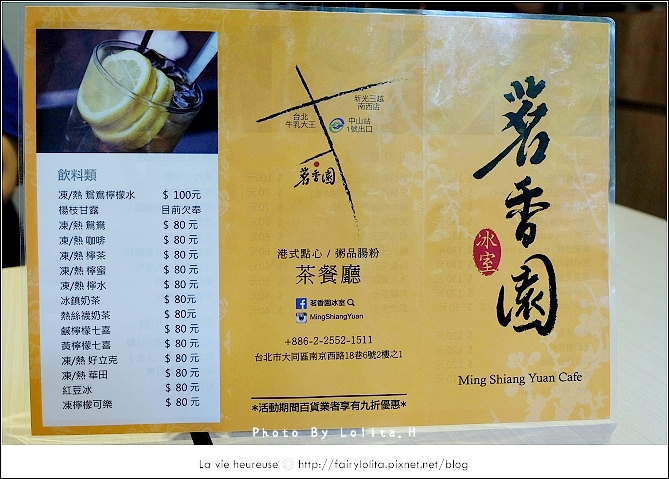 飲料類
凍/熱 鴛鴦檸檬水 $ 100元
楊枝甘露 目前欠奉
凍/熱 鴛鴦 $ 80 元
凍/熱 咖啡 $ 80 元
凍/熱 檸茶 $ 80元
凍/熱 檸蜜 $ 80元
凍/熱 檸水 $ 80元
冰鎮奶茶 $ 80元
熱絲襪奶茶 $ 80元
鹹檸檬七喜 $ 80元
黃檸檬七喜 $ 80元
凍/熱 好立克 $ 80元
凍/熱 華田 $ 80 元
紅豆冰 $ 80 元
凍檸檬可樂 $ 80元
新光三越
南西店
台北
牛乳大王
中山站
1號出口
茗香園
港式點心 / 粥品腸粉
茶餐廳
茗香園冰室
MingShiangYuan
+886-2-2552-1511
台北市大同區南京西路18巷6號2樓之1
*活動期間百貨業者享有九折優惠*
茗香園
冰室
Ming Shiang Yuan Cafe
Photo By Lolita.H
La vie heureuse ☺ http://fairylolita.pixnet.net/blog